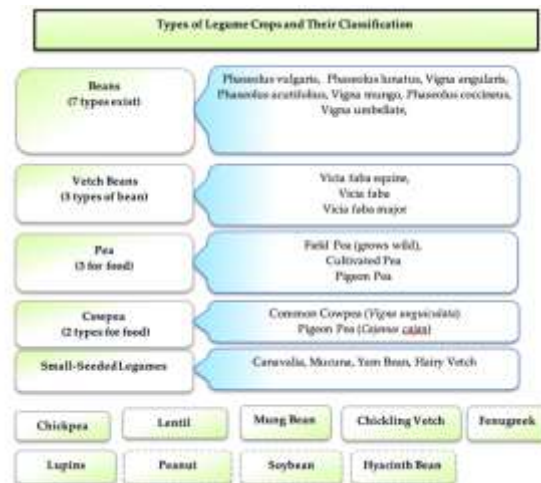 Types of Legume Crops and Their Classification
Beans
(7 types exist)
Phaseolus vulgaris, Phaseolus lunatus, Vigna angularis,
Phaseolus acutifolius, Vigna mungo, Phaseolus coccineus,
Vigna umbellate,
Vetch Beans
(3 types of bean)
Vicia faba equine,
Vicia faba
Vicia faba major
Pea
(3 for food)
Field Pea (grows wild),
Cultivated Pea
Pigeon Pea
Cowpea
(2 types for food)
Common Cowpea (Vigna unguiculata)
Pigeon Pea (Cajanus cajan)
Small-Seeded Legumes
Canavalia, Mucuna, Yam Bean, Hairy Vetch
Chickpea
Lentil
Mung Bean
Chickling Vetch
Fenugreek
Lupins
Peanut
Soybean
Hyacinth Bean